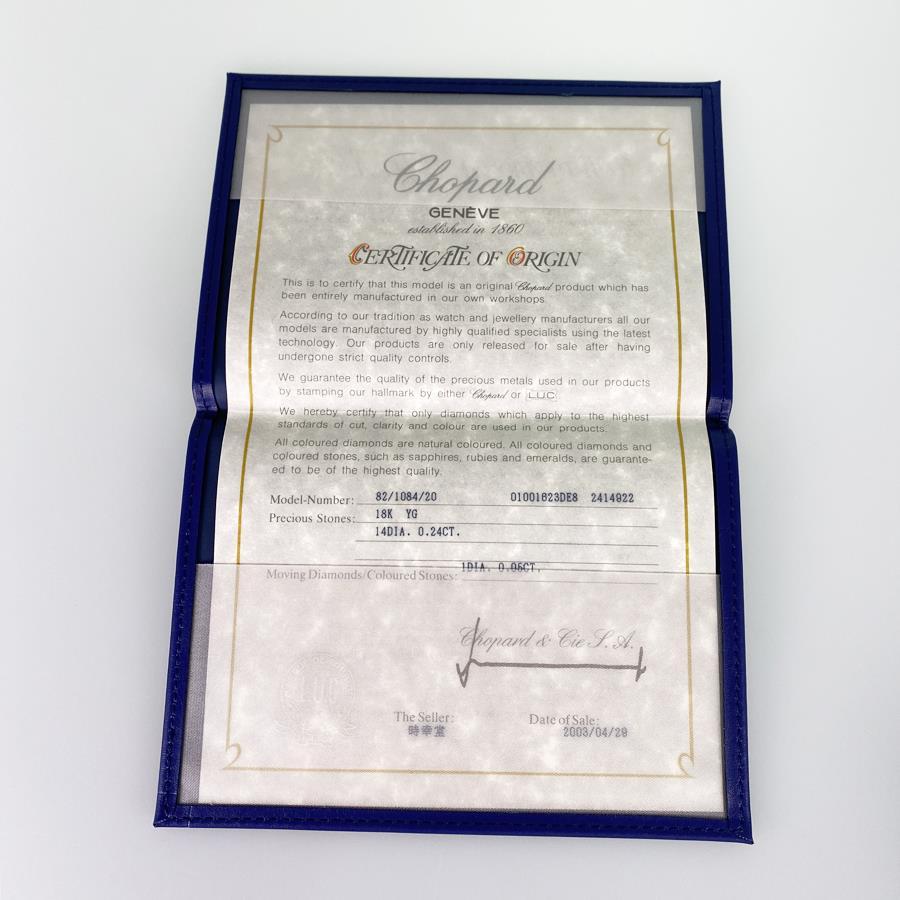 Chopard
GENÈVE
established in 1860
CERTIFICATE OF ORIGIN
This is to certify that this model is an original Chopard product which has
been entirely manufactured in our own workshops.
According to our tradition as watch and jewellery manufacturers all our
models are manufactured by highly qualified specialists using the latest
technology. Our products are only released for sale after having
undergone strict quality controls.
We guarantee the quality of the precious metals used in our products
by stamping our hallmark by either Chopard or LUC.
We hereby certify that only diamonds which apply to the highest
standards of cut, clarity and colour are used in our products.
All coloured diamonds are natural coloured. All coloured diamonds and
coloured stones, such as sapphires, rubies and emeralds, are guarante-
ed to be of the highest quality.
Model-Number: 82/1084/20 01001623DE8 2414922
Precious Stones: 18K YG
14DIA. 0.24CT.
Moving Diamonds/Coloured Stones: 1DIA. 0.05CT.
Chopard & Cie S.A.
LUC
The Seller: Date of Sale:
時幸堂 2003/04/29